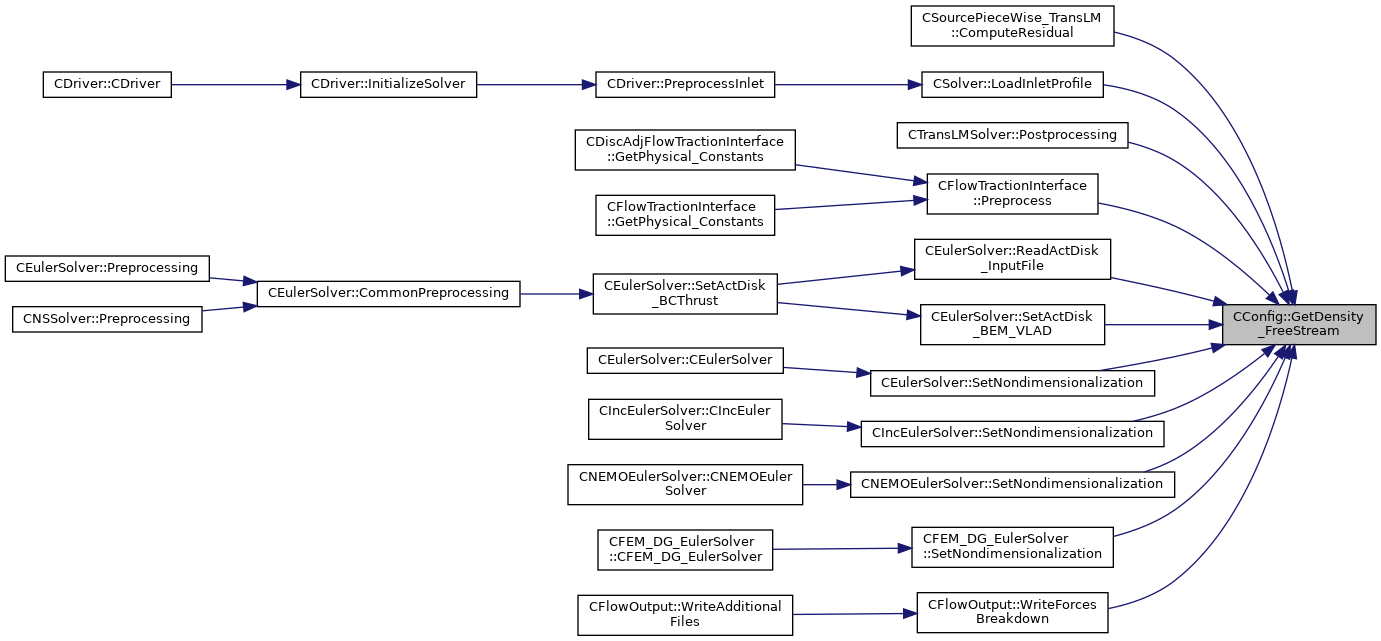 CSourcePieceWise_TransLM
::ComputeResidual
CDriver::CDriver
CDriver::InitializeSolver
CDriver::PreprocessInlet
CSolver::LoadInletProfile
CTransLMSolver::Postprocessing
CDiscAdjFlowTractionInterface
::GetPhysical_Constants
CFlowTractionInterface
::Preprocess
CFlowTractionInterface
::GetPhysical_Constants
CEulerSolver::ReadActDisk
_InputFile
CEulerSolver::Preprocessing
CNSSolver::Preprocessing
CEulerSolver::CommonPreprocessing
CEulerSolver::SetActDisk
_BCThrust
CEulerSolver::SetActDisk
_BEM_VLAD
CConfig::GetDensity
_FreeStream
CEulerSolver::CEulerSolver
CEulerSolver::SetNondimensionalization
CIncEulerSolver::CIncEuler
Solver
CIncEulerSolver::SetNondimensionalization
CNEMOEulerSolver::CNEMOEuler
Solver
CNEMOEulerSolver::SetNondimensionalization
CFEM_DG_EulerSolver
::CFEM_DG_EulerSolver
CFEM_DG_EulerSolver
::SetNondimensionalization
CFlowOutput::WriteAdditional
Files
CFlowOutput::WriteForces
Breakdown